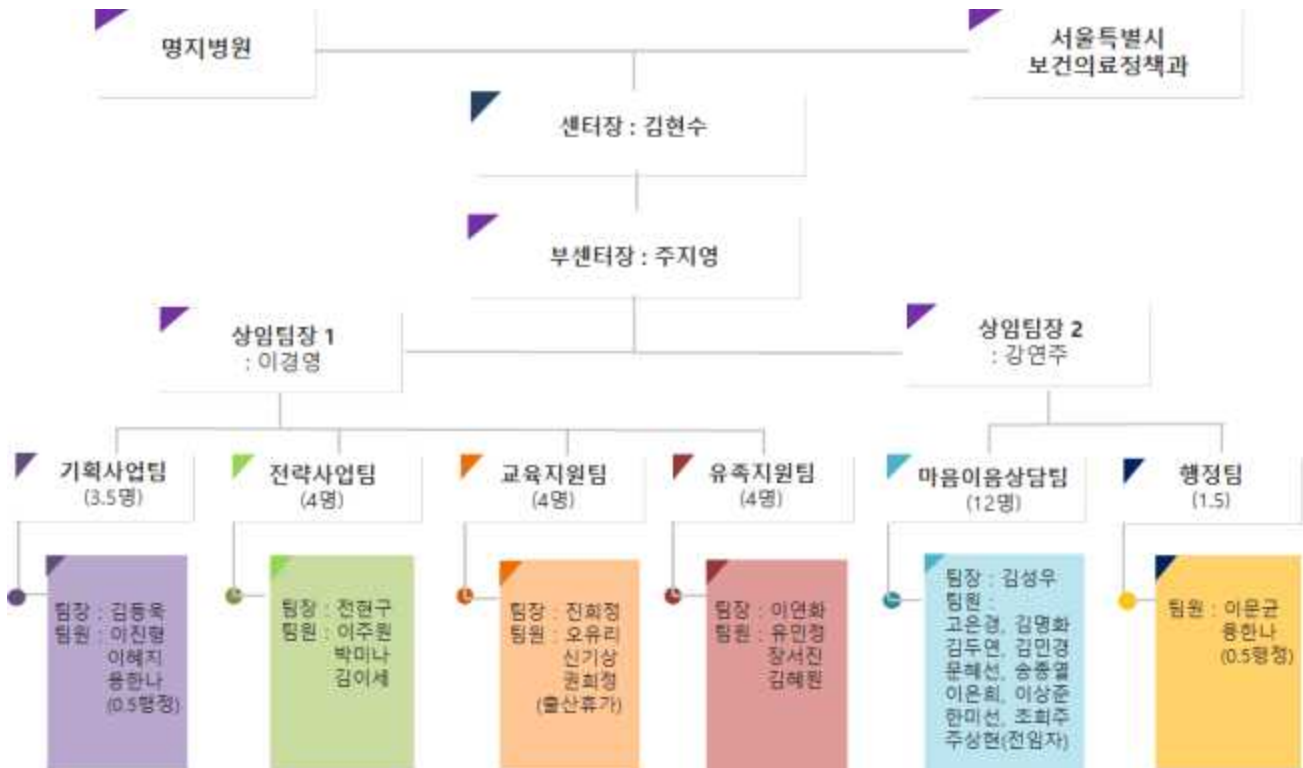 명지병원
서울특별시
보건의료정책과
센터장 : 김현수
부센터장 : 주지영
상임팀장 1
: 이경영
상임팀장 2
: 강연주
기획사업팀
(3.5명)
전략사업팀
(4명)
교육지원팀
(4명)
유족지원팀
(4명)
마음이음상담팀
(12명)
행정팀
(1.5)
팀장 : 김동욱
팀원 : 이진형
이혜지
용한나
(0.5행정)
팀장 : 전현구
팀원 : 이주원
박미나
김이세
팀장 : 진희정
팀원 : 오유리
신기상
권희정
(출산휴가)
팀장 : 이연화
팀원 : 유민정
장서진
김혜원
팀장 : 김성우
팀원 :
고은경, 김명화
김두연, 김민경
문혜선, 송종열
이은희, 이상준
한미선, 조희주
주상현(전임자)
팀원 : 이문균
용한나
(0.5행정)